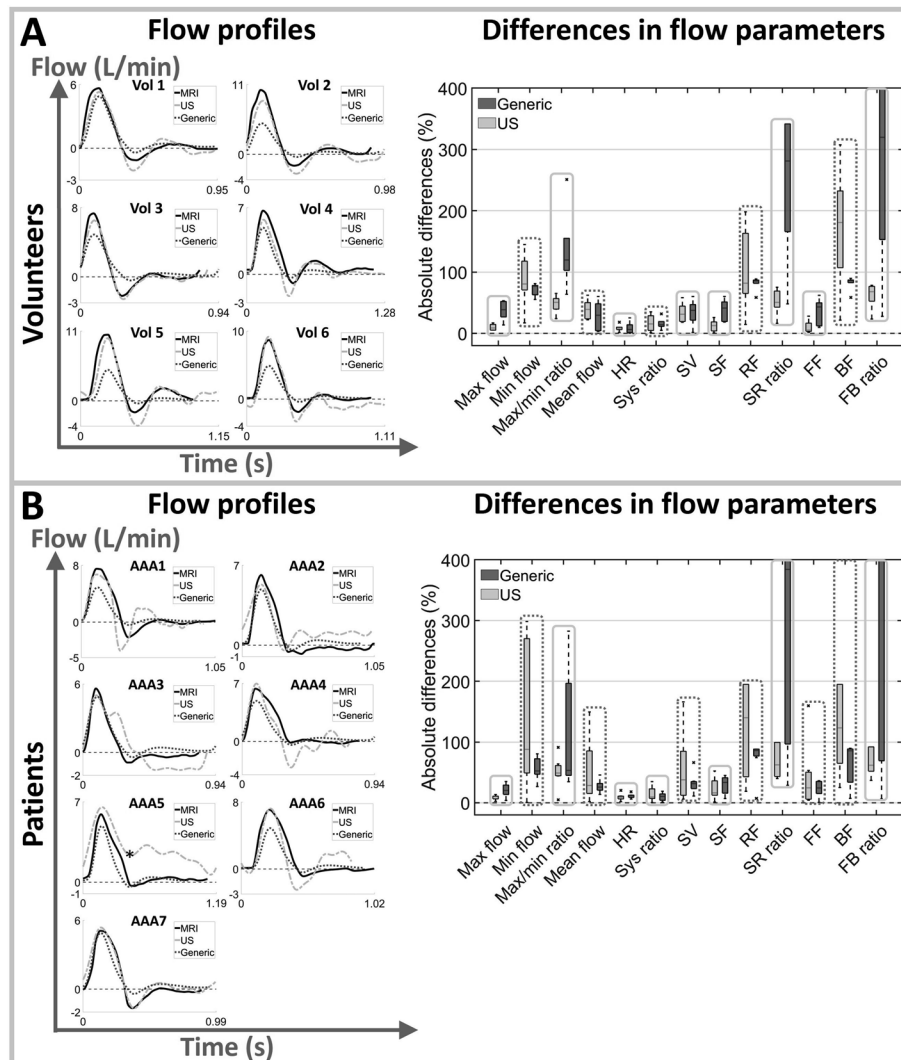 A
Flow profiles
Differences in flow parameters
Flow (L/min)
Volunteers
Vol 1
6
0
-3
0
0.95
MRI
US
Generic
Vol 2
11
0
-4
0
0.98
MRI
US
Generic
Vol 3
7
0
-3
0
0.94
MRI
US
Generic
Vol 4
7
0
-3
0
1.28
MRI
US
Generic
Vol 5
11
0
-4
0
1.15
MRI
US
Generic
Vol 6
10
0
-4
0
1.11
MRI
US
Generic
Time (s)
Absolute differences (%)
400
300
200
100
0
Generic
US
Max flow
Min flow
Max/min ratio
Mean flow
HR
Sys ratio
SV
SF
RF
SR ratio
FF
BF
FB ratio
B
Flow profiles
Differences in flow parameters
Flow (L/min)
Patients
AAA1
8
0
-5
0
1.05
MRI
US
Generic
AAA2
7
0
-1
0
1.05
MRI
US
Generic
AAA3
6
0
-2
0
0.94
MRI
US
Generic
AAA4
7
0
-4
0
0.94
MRI
US
Generic
AAA5
7
0
-1
0
1.19
*
MRI
US
Generic
AAA6
7
0
-3
0
1.02
MRI
US
Generic
AAA7
6
0
-2
0
0.99
MRI
US
Generic
Time (s)
Absolute differences (%)
400
300
200
100
0
Generic
US
Max flow
Min flow
Max/min ratio
Mean flow
HR
Sys ratio
SV
SF
RF
SR ratio
FF
BF
FB ratio